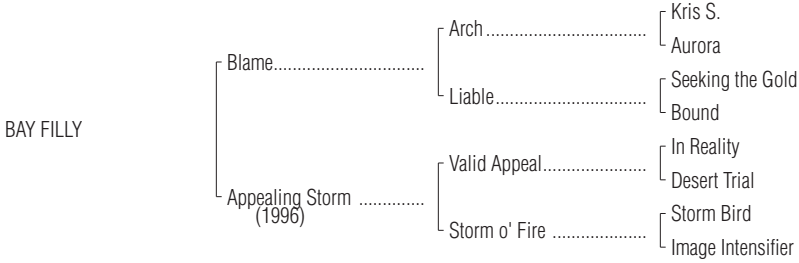 Kris S.
Arch ..................................
Aurora
Blame................................
Seeking the Gold
Liable................................
Bound
BAY FILLY
In Reality
Valid Appeal......................
Desert Trial
Appealing Storm ..............
(1996)
Storm Bird
Storm o' Fire ....................
Image Intensifier